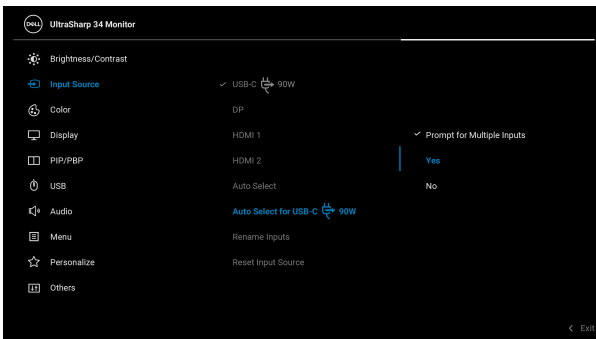 DELL UltraSharp 34 Monitor
Brightness/Contrast
Input Source
Color
Display
PIP/PBP
USB
Audio
Menu
Personalize
Others
USB-C 90W
DP
HDMI 1
HDMI 2
Auto Select
Auto Select for USB-C 90W
Rename Inputs
Reset Input Source
Prompt for Multiple Inputs
Yes
No
Exit